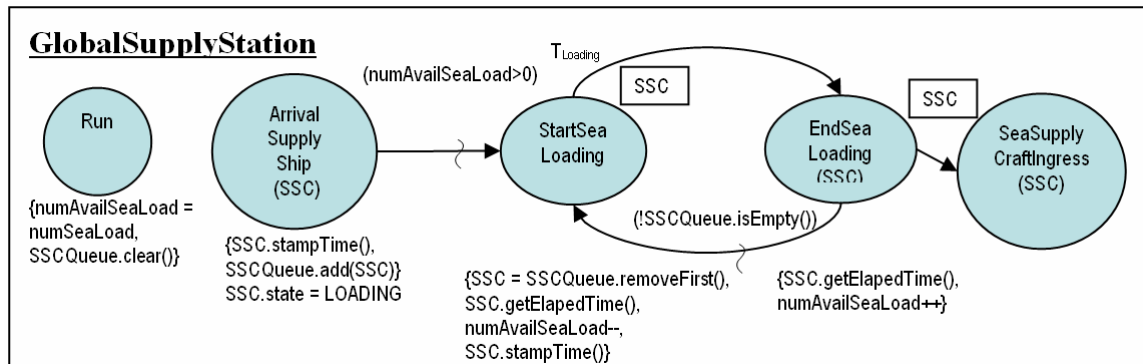 GlobalSupplyStation
Run
{numAvailSeaLoad =
numSeaLoad,
SSCQueue.clear()}
Arrival
Supply
Ship
(SSC)
{SSC.stampTime(),
SSCQueue.add(SSC)}
SSC.state = LOADING
(numAvailSeaLoad>0)
StartSea
Loading
{SSC = SSCQueue.removeFirst(),
SSC.getElapedTime(),
numAvailSeaLoad--,
SSC.stampTime()}
TLoading
SSC
(!SSCQueue.isEmpty())
EndSea
Loading
(SSC)
{SSC.getElapedTime(),
numAvailSeaLoad++}
SSC
SeaSupply
CraftIngress
(SSC)